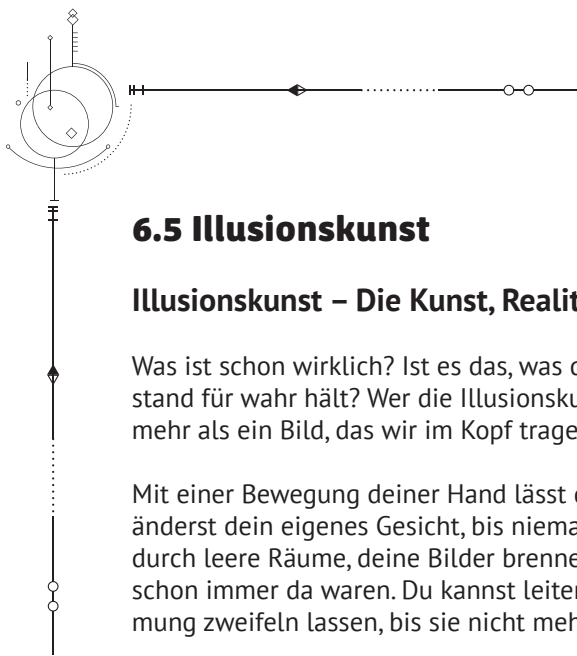 6.5 Illusionskunst
Illusionskunst – Die Kunst, Realit
Was ist schon wirklich? Ist es das, was
stand für wahr hält? Wer die Illusionsku
mehr als ein Bild, das wir im Kopf trage
Mit einer Bewegung deiner Hand lässt
änderst dein eigenes Gesicht, bis niema
durch leere Räume, deine Bilder brenne
schon immer da waren. Du kannst leiten
mung zweifeln lassen, bis sie nicht meh